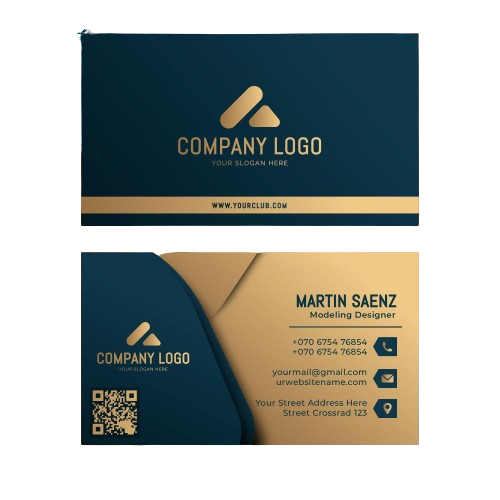 COMPANY LOGO
YOUR SLOGAN HERE
WWW.YOURCLUB.COM
MARTIN SAENZ
Modeling Designer
+070 6754 76854
+070 6754 76854
yourmail@gmail.com
urwebsitename.com
Your Street Address Here
Street Crossrad 123
COMPANY LOGO
YOUR SLOGAN HERE